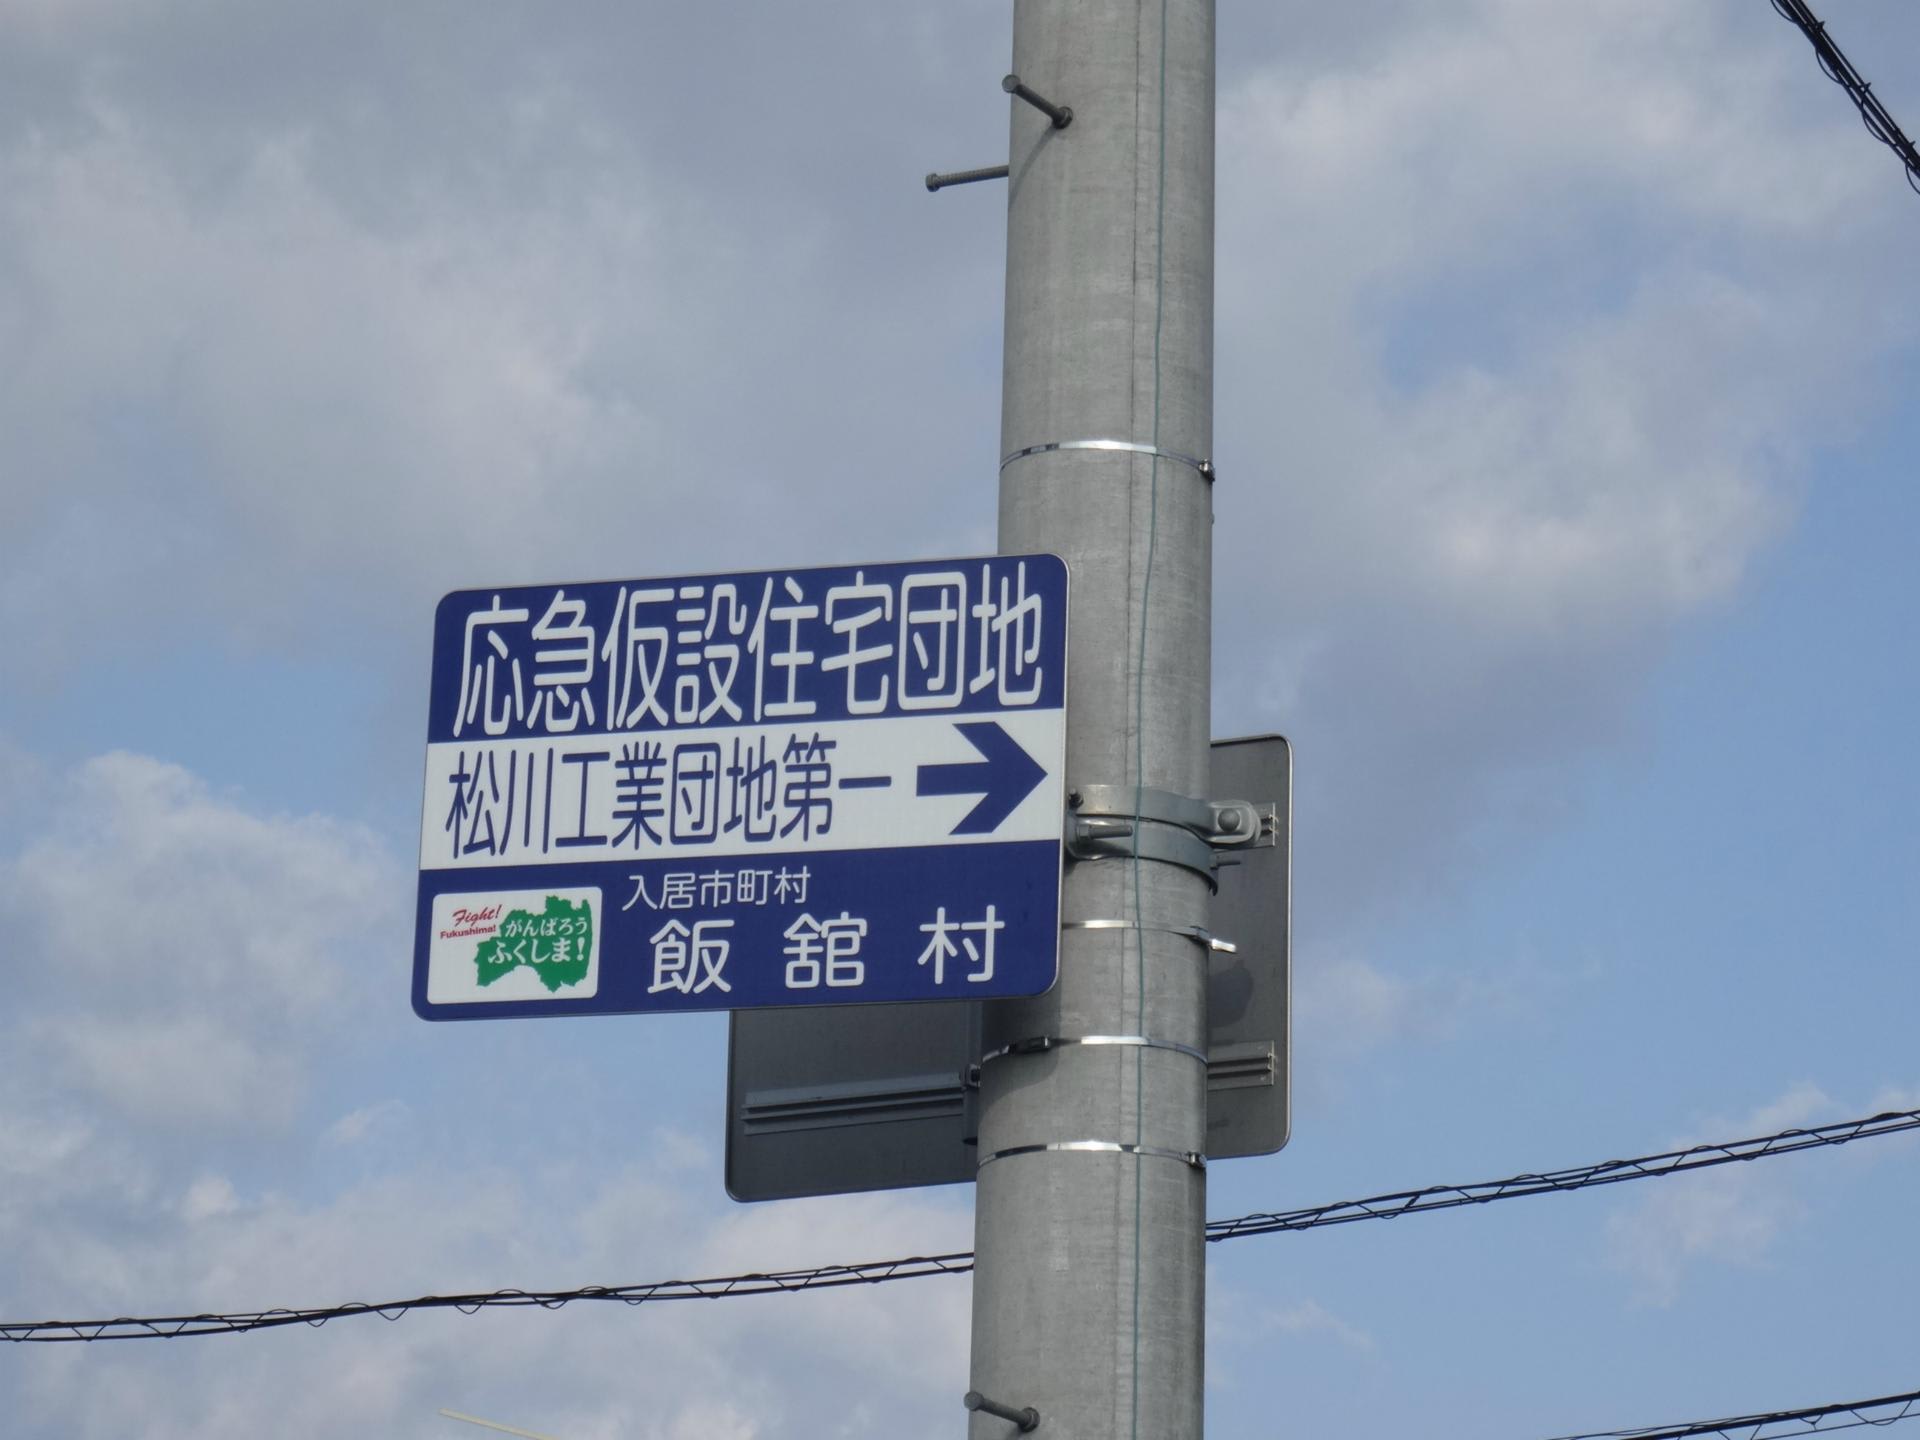 応急仮設住宅団地
松川工業団地第一
入居市町村
飯舘村
Fight!
Fukushima!
がんばろう
ふくしま!